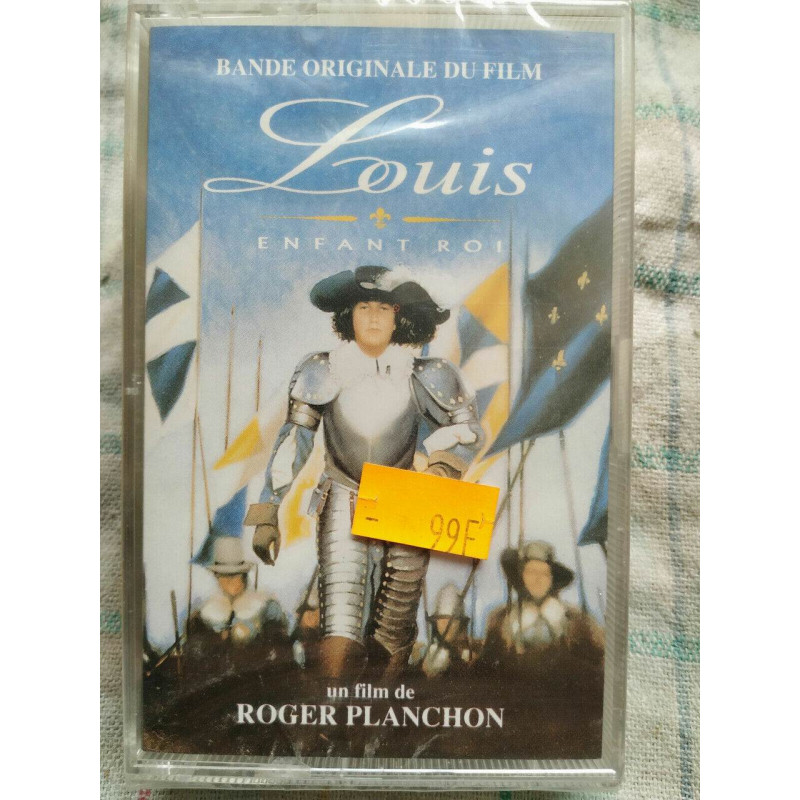 BANDE ORIGINALE DU FILM
Louis
ENFANT ROI
- 99F
un film de
ROGER PLANCHON